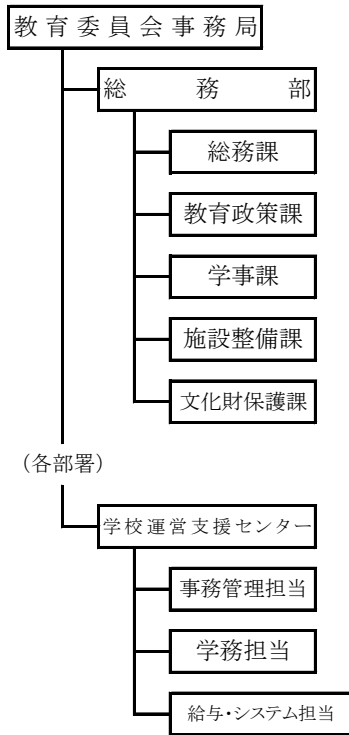 教育委員会事務局
総務部
総務課
教育政策課
学事課
施設整備課
文化財保護課
(各部署)
学校運営支援センター
事務管理担当
学務担当
給与・システム担当